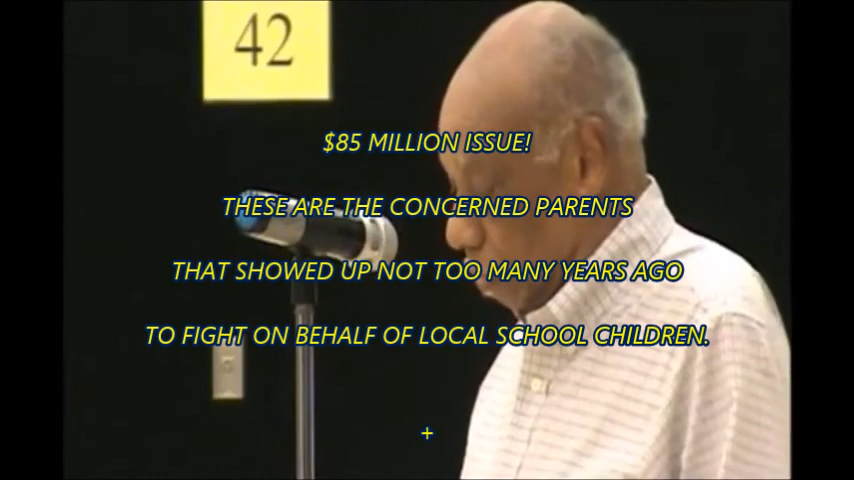 42
$85 MILLION ISSUE!
THESE ARE THE CONCERNED PARENTS
THAT SHOWED UP NOT TOO MANY YEARS AGO
TO FIGHT ON BEHALF OF LOCAL SCHOOL CHILDREN.
+